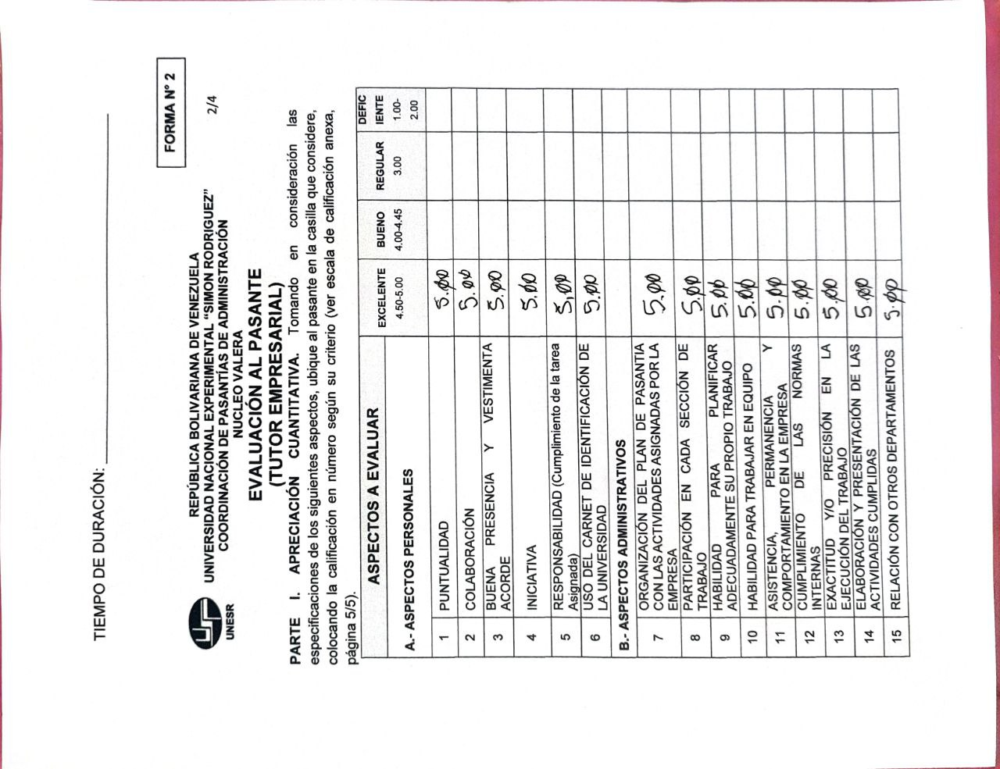 TIEMPO DE DURACIÓN:
FORMA N° 2
2/4
REPÚBLICA BOLIVARIANA DE VENEZUELA
UNIVERSIDAD NACIONAL EXPERIMENTAL “SIMON RODRIGUEZ”
COORDINACIÓN DE PASANTÍAS DE ADMINISTRACIÓN
NUCLEO VALERA
UNESR
EVALUACIÓN AL PASANTE
(TUTOR EMPRESARIAL)
PARTE I. APRECIACIÓN CUANTITATIVA. Tomando en consideración las
especificaciones de los siguientes aspectos, ubique al pasante en la casilla que considere,
colocando la calificación en número según su criterio (ver escala de calificación anexa,
página 5/5).
ASPECTOS A EVALUAR
EXCELENTE
BUENO
REGULAR
DEFIC
IENTE
A.- ASPECTOS PERSONALES
4.50-5.00
4.00-4.45
3.00
1.00-
2.00
1 PUNTUALIDAD 5.00
2 COLABORACIÓN 5.00
3 BUENA PRESENCIA Y VESTIMENTA
ACORDE 5.00
4 INICIATIVA 5.00
5 RESPONSABILIDAD (Cumplimiento de la tarea
Asignada) 5,00
6 USO DEL CARNET DE IDENTIFICACIÓN DE
LA UNIVERSIDAD 5.00
B.- ASPECTOS ADMINISTRATIVOS
7 ORGANIZACIÓN DEL PLAN DE PASANTIA
CON LAS ACTIVIDADES ASIGNADAS POR LA
EMPRESA 5.00
8 PARTICIPACIÓN EN CADA SECCIÓN DE
TRABAJO 5.00
9 HABILIDAD PARA PLANIFICAR
ADECUADAMENTE SU PROPIO TRABAJO 5.00
10 HABILIDAD PARA TRABAJAR EN EQUIPO 5.00
11 ASISTENCIA, PERMANENCIA Y
COMPORTAMIENTO EN LA EMPRESA 5.00
12 CUMPLIMIENTO DE LAS NORMAS
INTERNAS 5.00
13 EXACTITUD Y/O PRECISIÓN EN LA
EJECUCIÓN DEL TRABAJO 5.00
14 ELABORACIÓN Y PRESENTACIÓN DE LAS
ACTIVIDADES CUMPLIDAS 5.00
15 RELACIÓN CON OTROS DEPARTAMENTOS 5.00